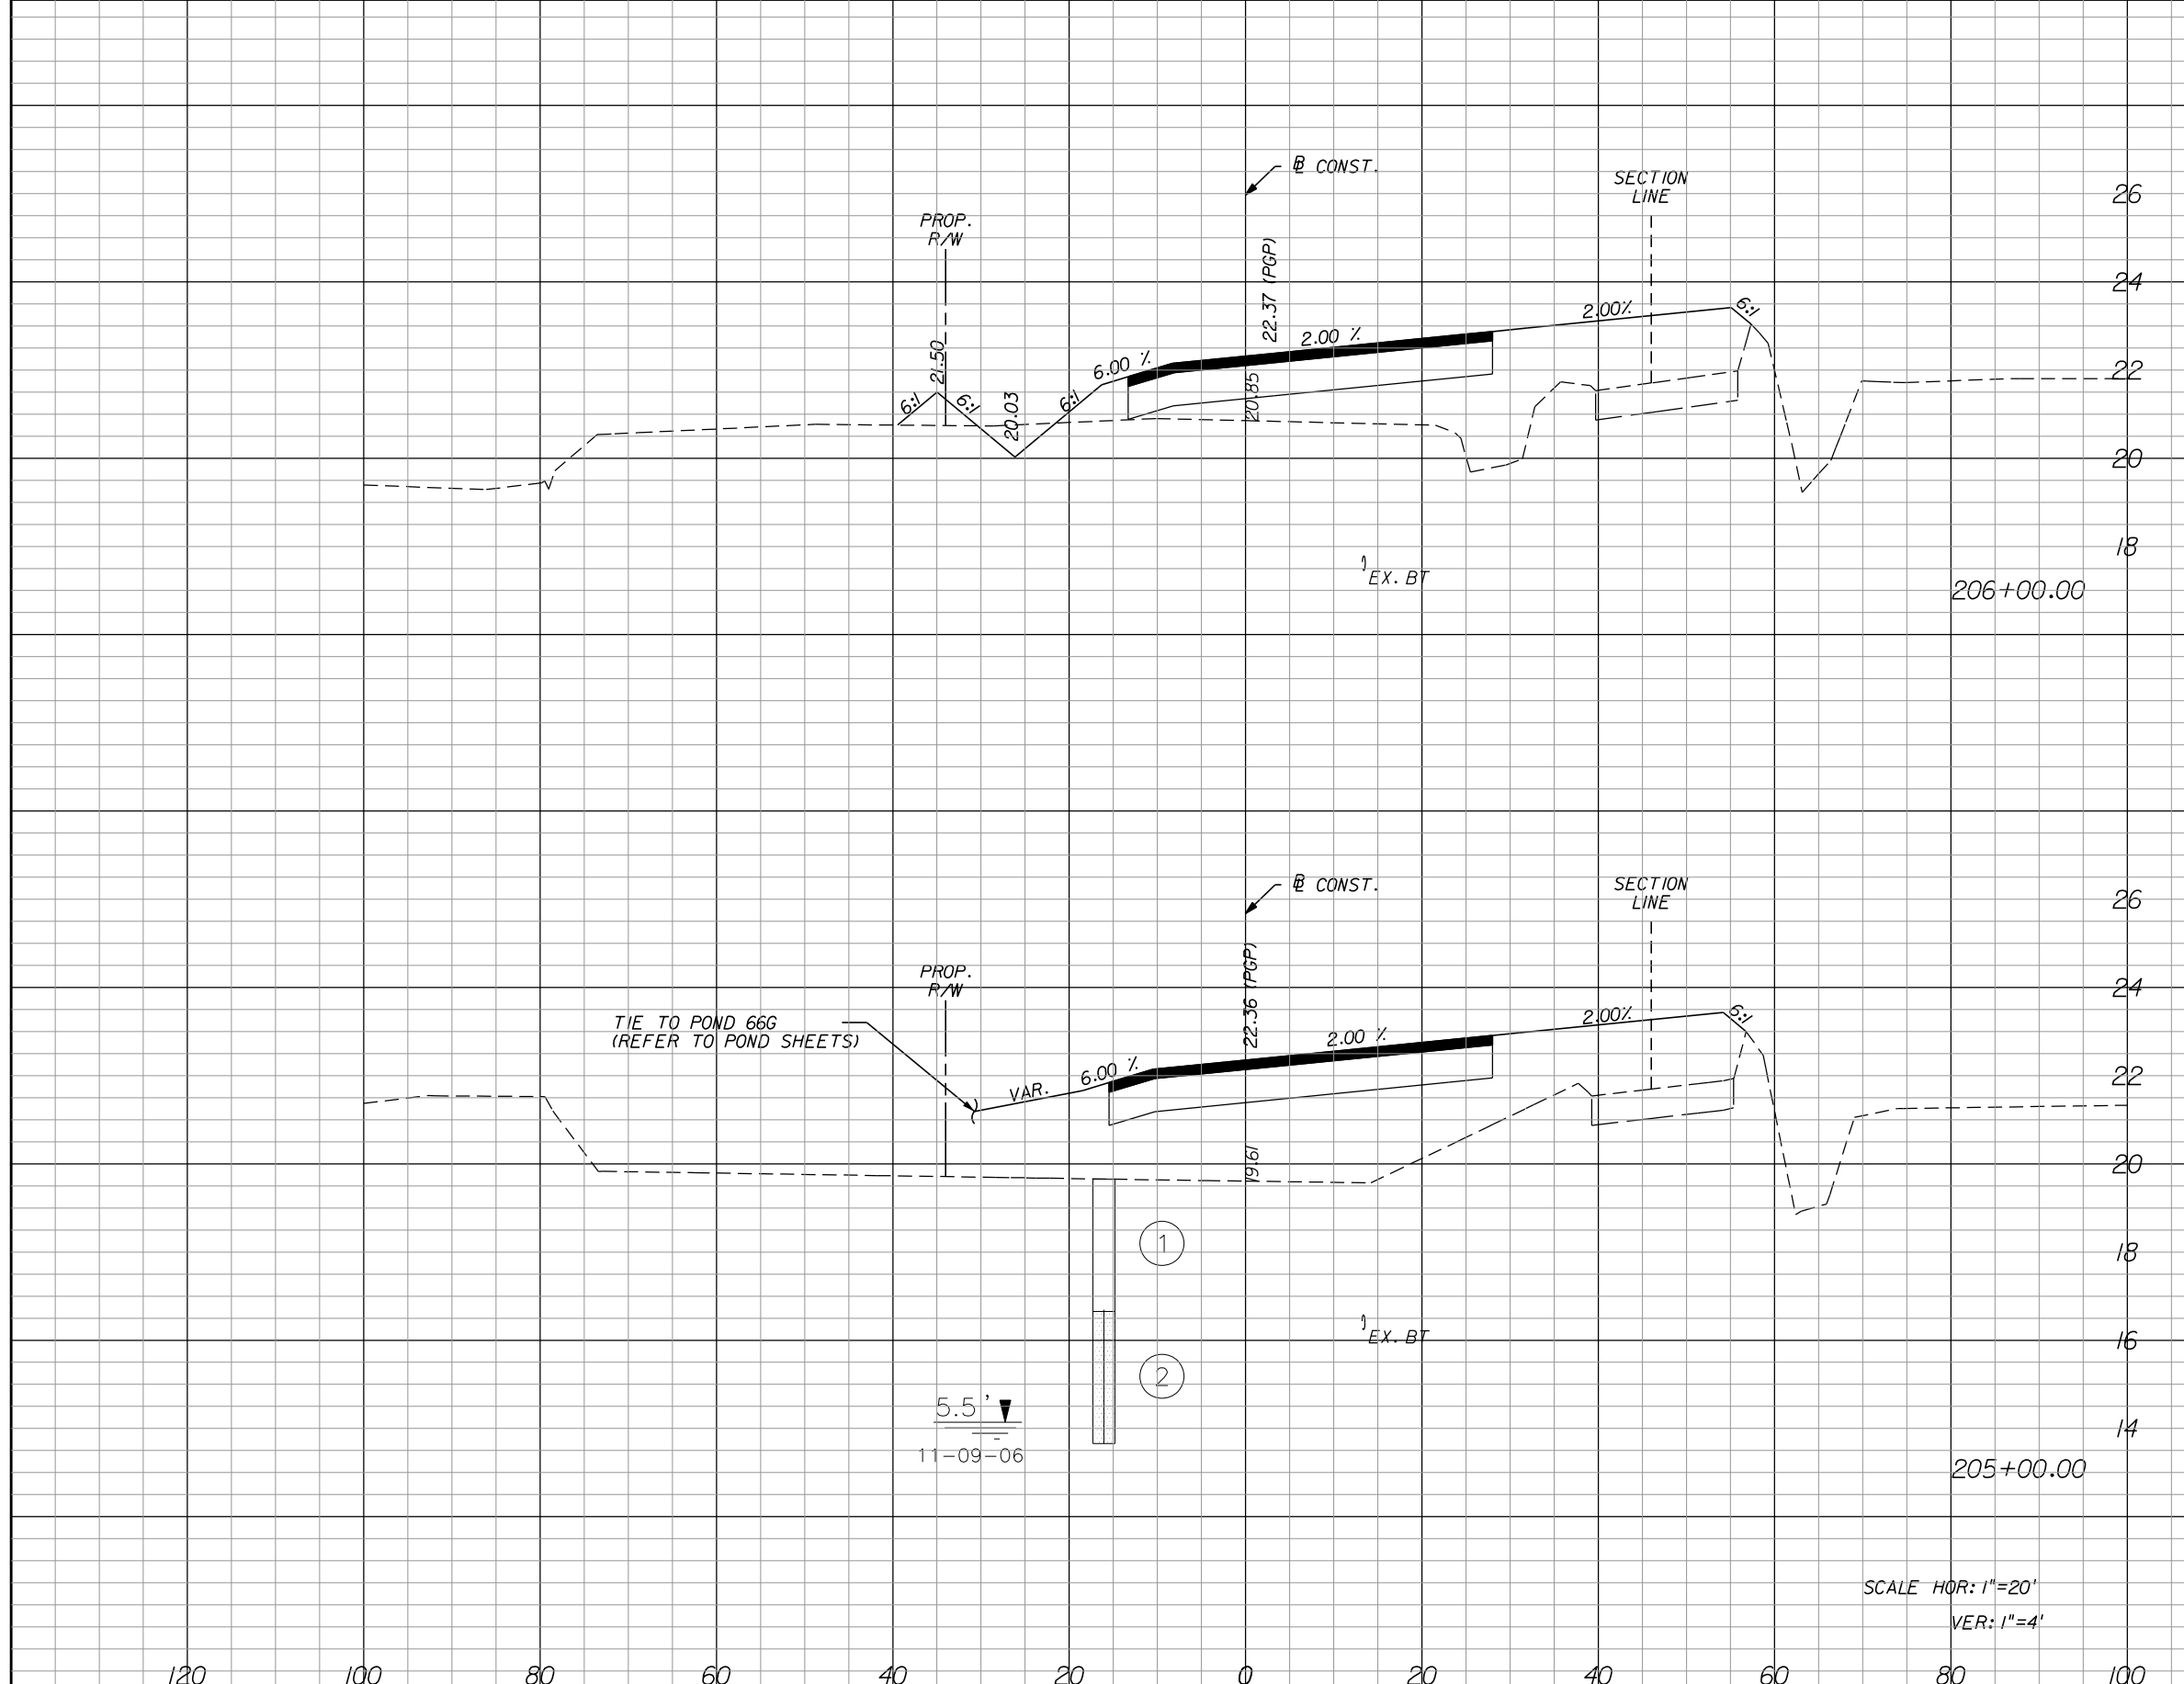 ℄ CONST.
SECTION
LINE
26
PROP.
R/W
22.37 (PGP)
24
2.00%
6:1
2.00 %
21.50
6.00 %
22
20.85
6:1
6:1
6:1
20.03
20
18
EX. BT
206+00.00
℄ CONST.
SECTION
LINE
26
22.36 (PGP)
PROP.
R/W
24
TIE TO POND 66G
(REFER TO POND SHEETS)
2.00%
6:1
2.00 %
6.00 %
VAR.
22
19.61
20
1
18
EX. BT
16
2
5.5 '
14
11-09-06
205+00.00
SCALE HOR: 1"=20'
VER: 1"=4'
120 100 80 60 40 20 0 20 40 60 80 100